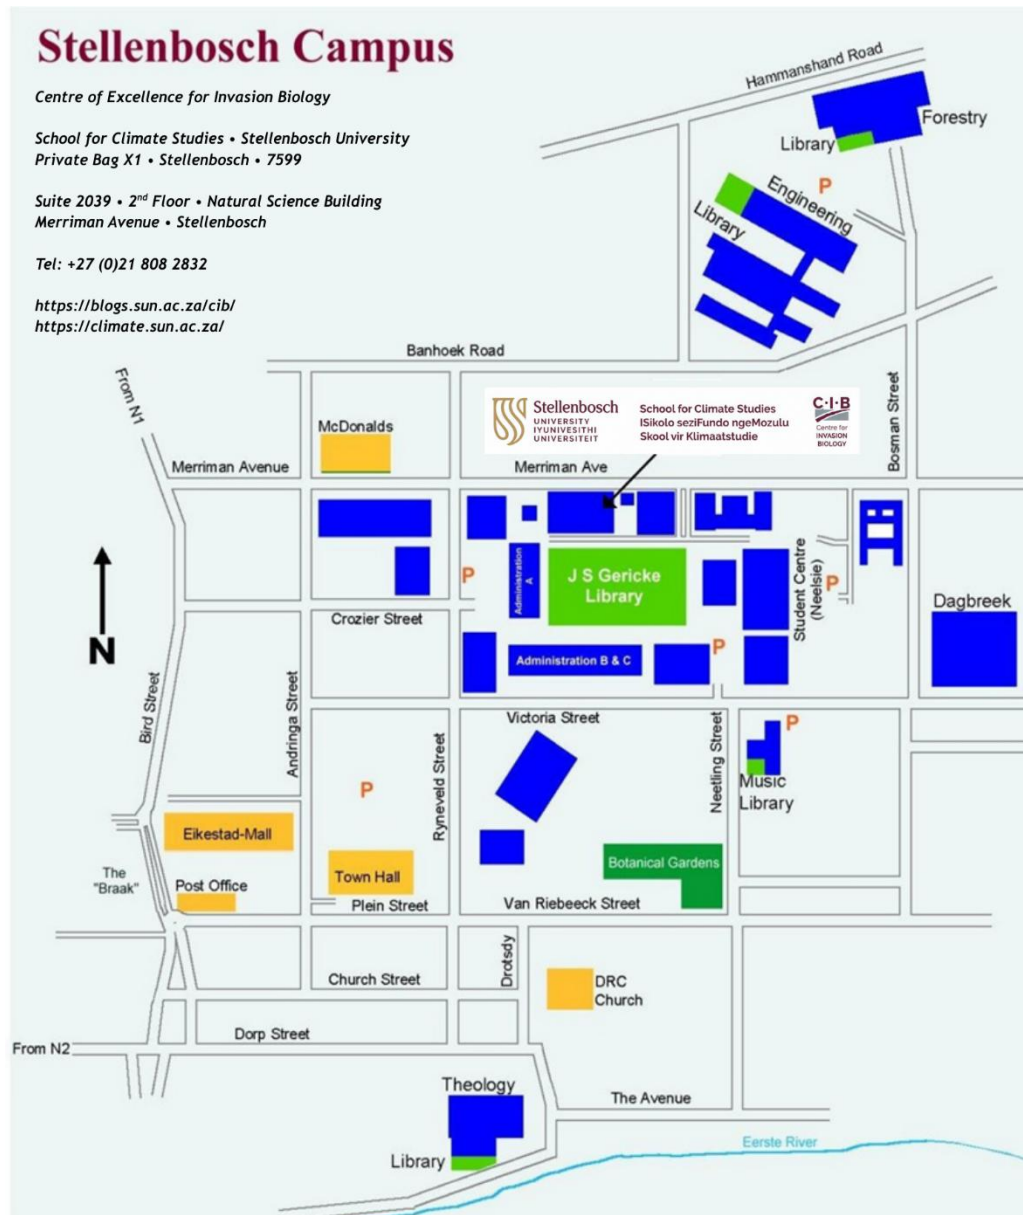 Stellenbosch Campus
Centre of Excellence for Invasion Biology
School for Climate Studies • Stellenbosch University
Private Bag X1 • Stellenbosch • 7599
Suite 2039 • 2nd Floor • Natural Science Building
Merriman Avenue • Stellenbosch
Tel: +27 (0)21 808 2832
https://blogs.sun.ac.za/cib/
https://climate.sun.ac.za/
Hammanshand Road
Forestry
Library
P
Engineering
Library
Banhoek Road
From N1
Bosman Street
McDonalds
Stellenbosch
UNIVERSITY
IYUNIVESITHI
UNIVERSITEIT
School for Climate Studies
ISikolo seziFundo ngeMozulu
Skool vir Klimaatstudie
C·I·B
Centre for
INVASION
BIOLOGY
Merriman Avenue
Merriman Ave
Administration
A
J S Gericke
Library
P
Student Centre
(Neelsie)
P
Dagbreek
Crozier Street
N
Administration B & C
P
Bird Street
Andringa Street
Ryneveld Street
Victoria Street
Neetling Street
P
Music
Library
P
Eikestad-Mall
Botanical Gardens
The
"Braak"
Post Office
Town Hall
Plein Street
Van Riebeeck Street
Drotsdy
Church Street
DRC
Church
Dorp Street
From N2
Theology
The Avenue
Library
Eerste River